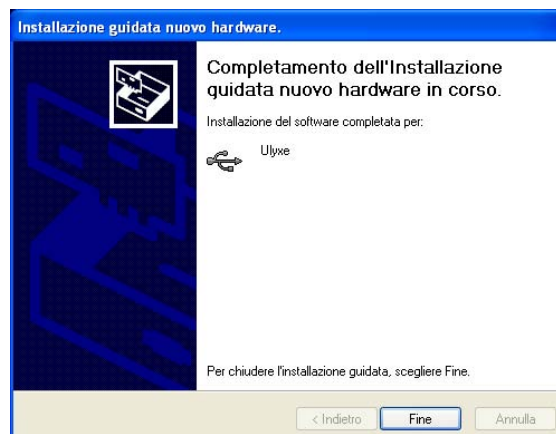 Installazione guidata nuovo hardware.
Completamento dell'Installazione
guidata nuovo hardware in corso.
Installazione del software completata per:
Ulyxe
Per chiudere l'installazione guidata, scegliere Fine.
< Indietro Fine Annulla